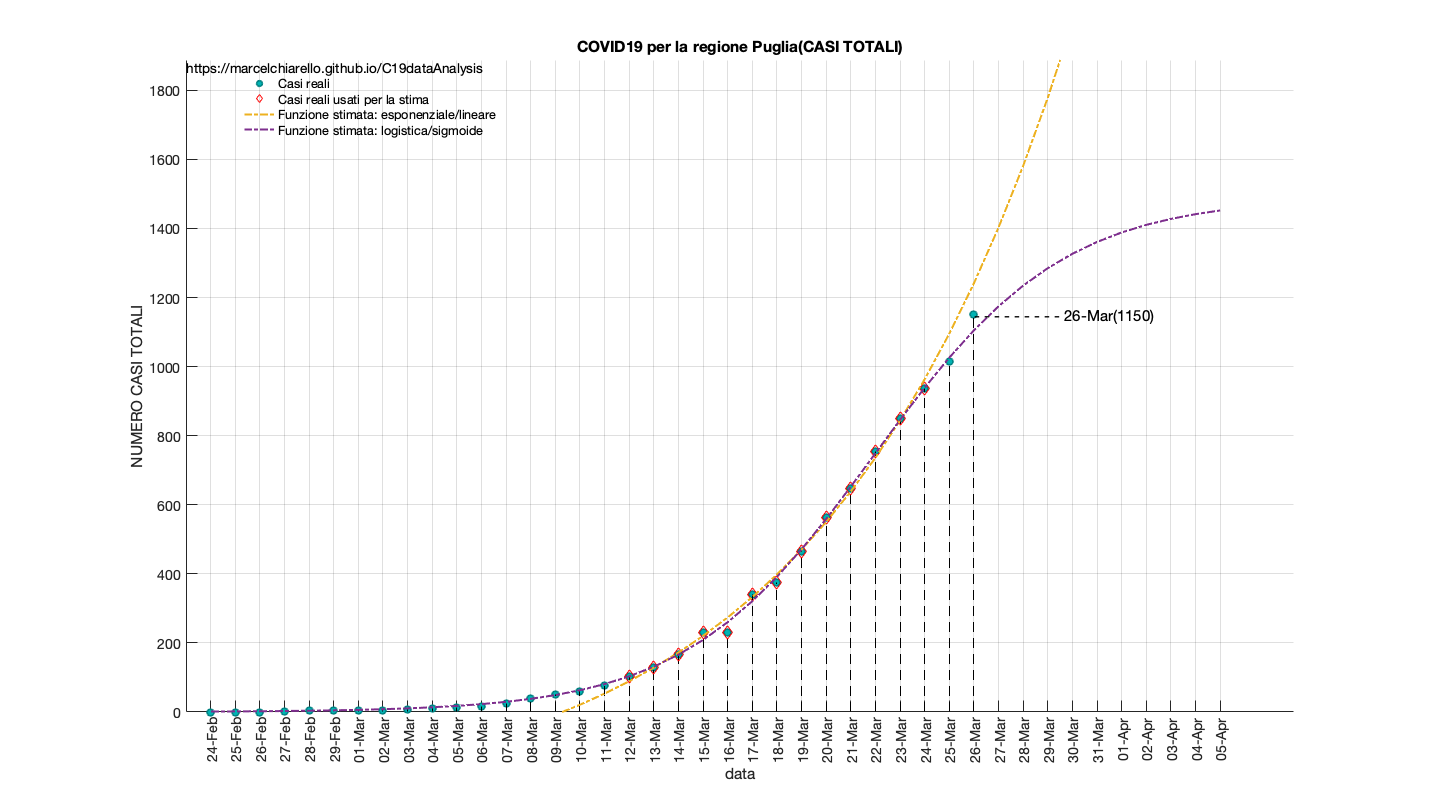 COVID19 per la regione Puglia(CASI TOTALI)
https://marcelchiarello.github.io/C19dataAnalysis
Casi reali
Casi reali usati per la stima
Funzione stimata: esponenziale/lineare
Funzione stimata: logistica/sigmoide
NUMERO CASI TOTALI
1800
1600
1400
1200
1000
800
600
400
200
0
26-Mar(1150)
24-Feb
25-Feb
26-Feb
27-Feb
28-Feb
29-Feb
01-Mar
02-Mar
03-Mar
04-Mar
05-Mar
06-Mar
07-Mar
08-Mar
09-Mar
10-Mar
11-Mar
12-Mar
13-Mar
14-Mar
15-Mar
16-Mar
17-Mar
18-Mar
19-Mar
20-Mar
21-Mar
22-Mar
23-Mar
24-Mar
25-Mar
26-Mar
27-Mar
28-Mar
29-Mar
30-Mar
31-Mar
01-Apr
02-Apr
03-Apr
04-Apr
05-Apr
data